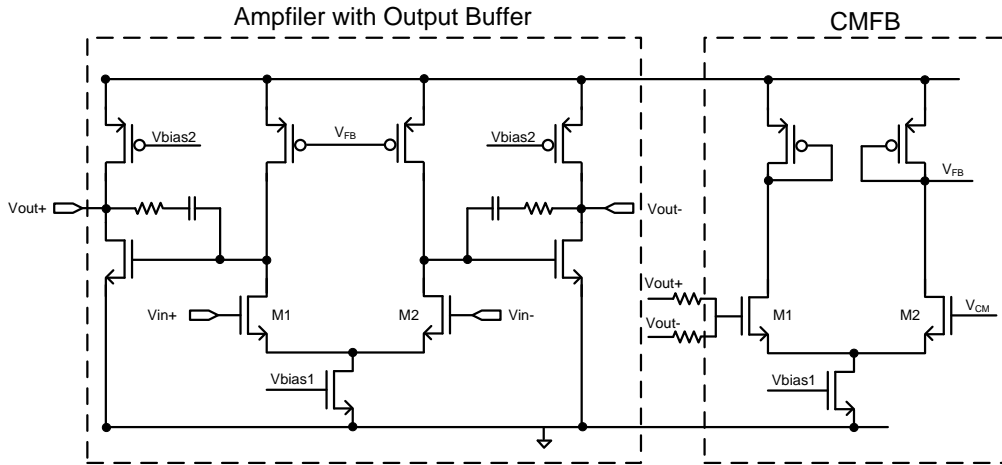 Ampfiler with Output Buffer
CMFB
Vbias2
VFB
Vbias2
VFB
Vout+
Vout-
Vout+
Vin+
M1
M2
Vin-
M1
M2
VCM
Vout-
Vbias1
Vbias1